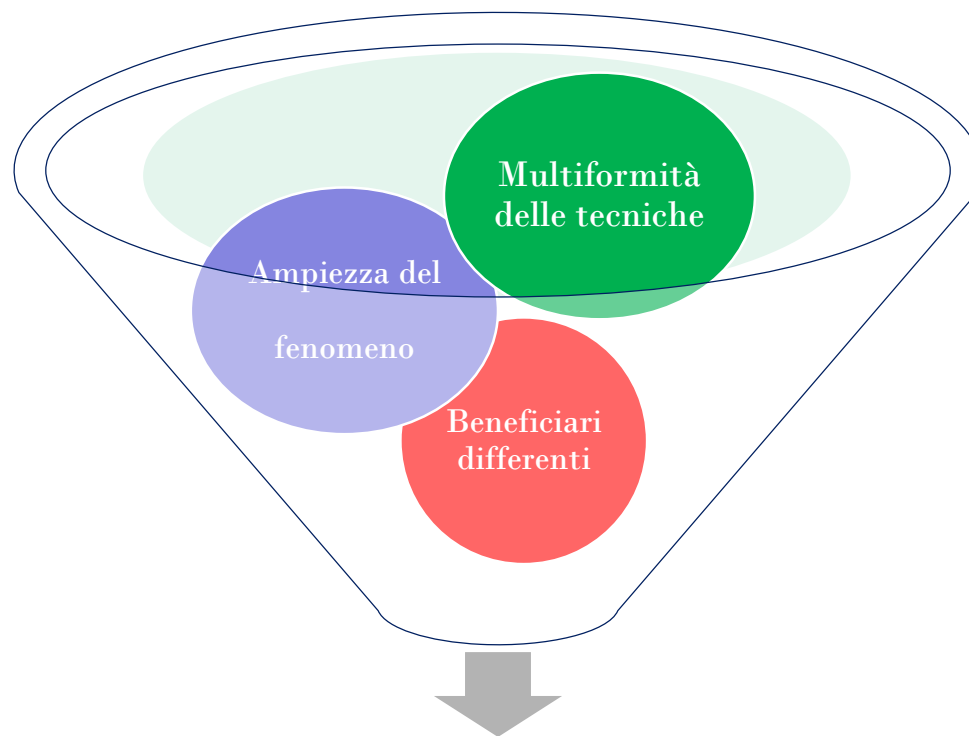 Multiformità
delle tecniche
Ampiezza del
fenomeno
Beneficiari
differenti